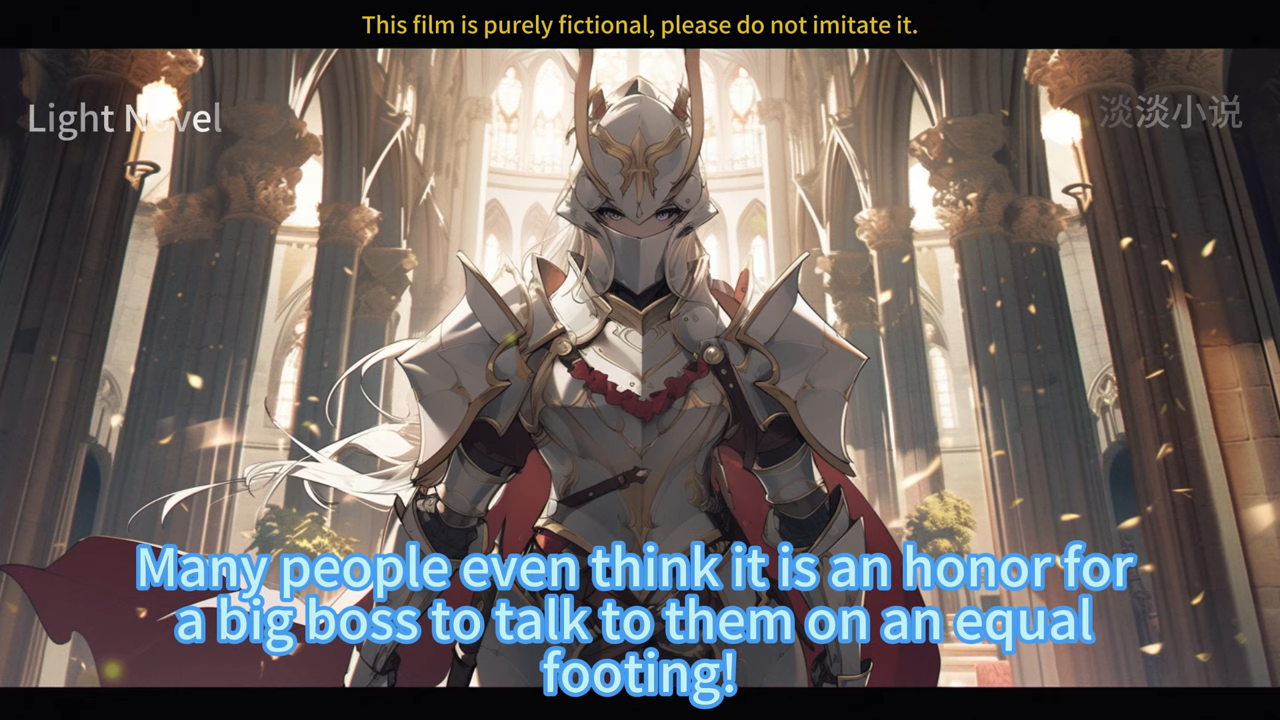 This film is purely fictional, please do not imitate it.
Light Novel
淡淡小说
Many people even think it is an honor for
a big boss to talk to them on an equal
footing!